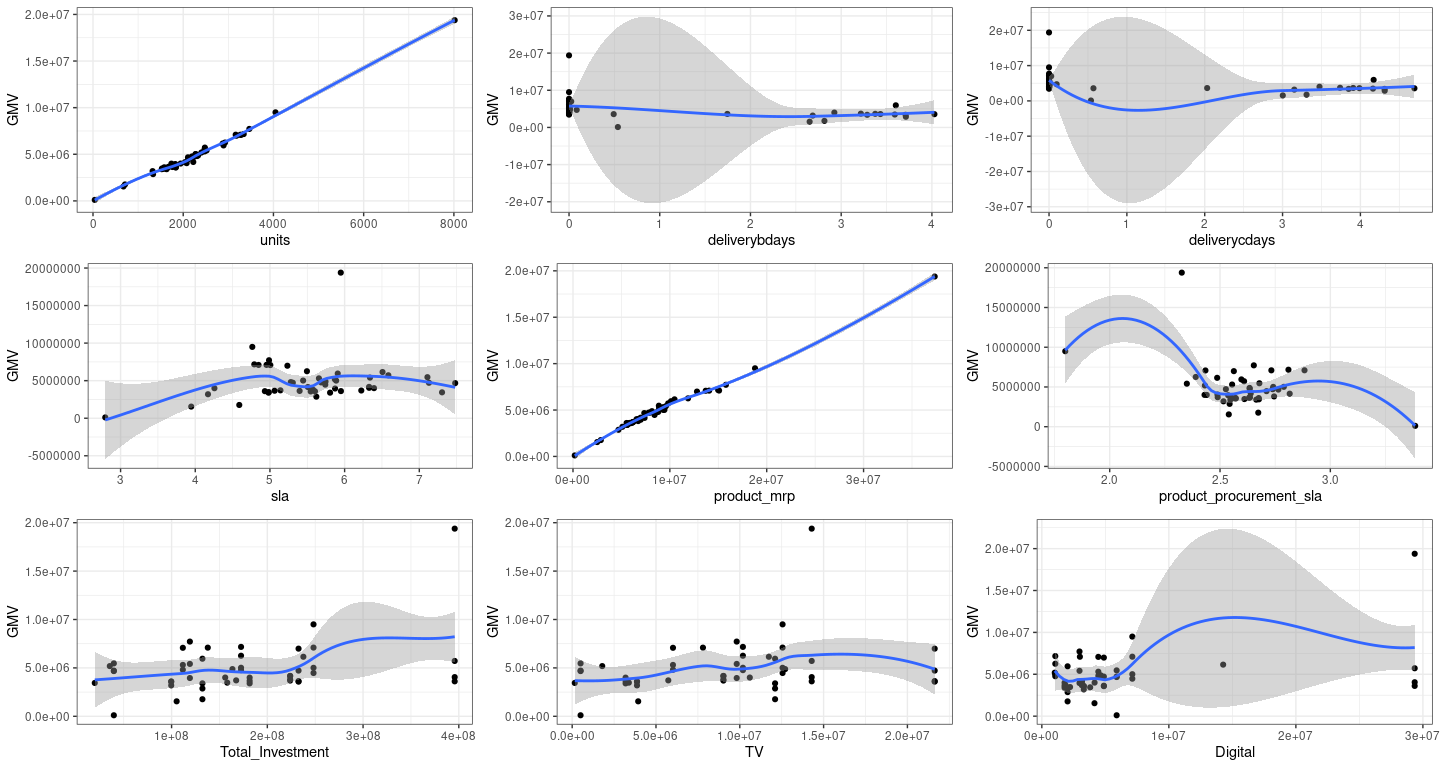 2.0e+07
1.5e+07
1.0e+07
5.0e+06
0.0e+00
GMV
0 2000 4000 6000 8000
units
3e+07
2e+07
1e+07
0e+00
-1e+07
-2e+07
GMV
0 1 2 3 4
deliverybdays
2e+07
1e+07
0e+00
-1e+07
-2e+07
-3e+07
GMV
0 1 2 3 4
deliverycdays
20000000
15000000
10000000
5000000
0
-5000000
GMV
3 4 5 6 7
sla
2.0e+07
1.5e+07
1.0e+07
5.0e+06
0.0e+00
GMV
0e+00 1e+07 2e+07 3e+07
product_mrp
20000000
15000000
10000000
5000000
0
-5000000
GMV
2.0 2.5 3.0
product_procurement_sla
2.0e+07
1.5e+07
1.0e+07
5.0e+06
0.0e+00
GMV
1e+08 2e+08 3e+08 4e+08
Total_Investment
2.0e+07
1.5e+07
1.0e+07
5.0e+06
0.0e+00
GMV
0.0e+00 5.0e+06 1.0e+07 1.5e+07 2.0e+07
TV
2.0e+07
1.5e+07
1.0e+07
5.0e+06
0.0e+00
GMV
0e+00 1e+07 2e+07 3e+07
Digital